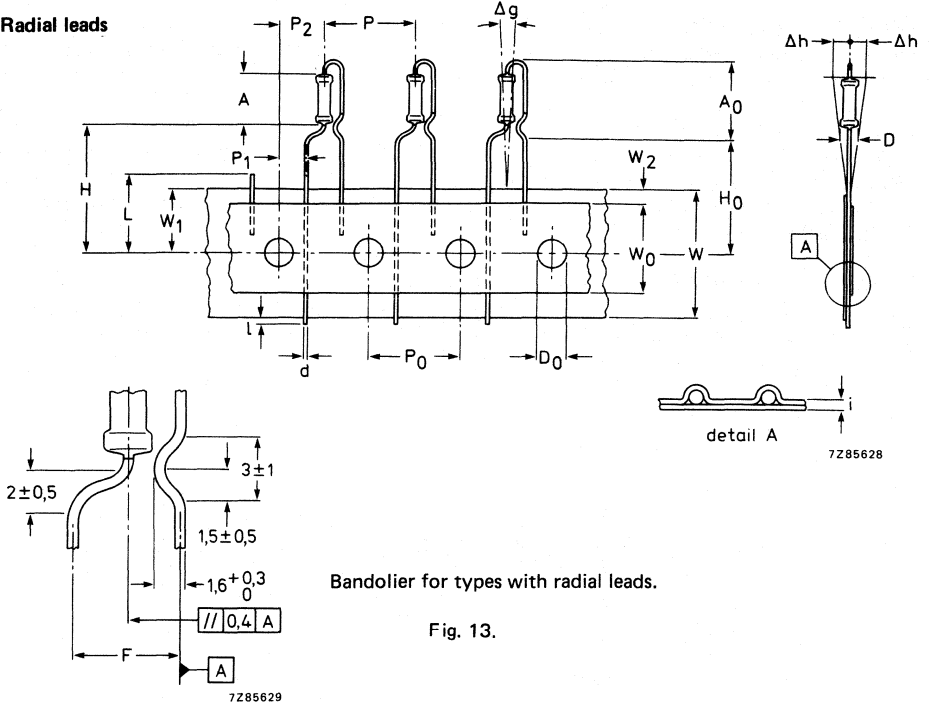 Radial leads
P2
P
Δg
Δh
Δh
A
A0
P1
W2
D
H
L
W1
H0
W0
W
A
l
d
P0
D0
i
detail A
7Z85628
2±0,5
3±1
1,5±0,5
1,6+0,3
0
// 0,4 A
F
A
7Z85629
Bandolier for types with radial leads.
Fig. 13.